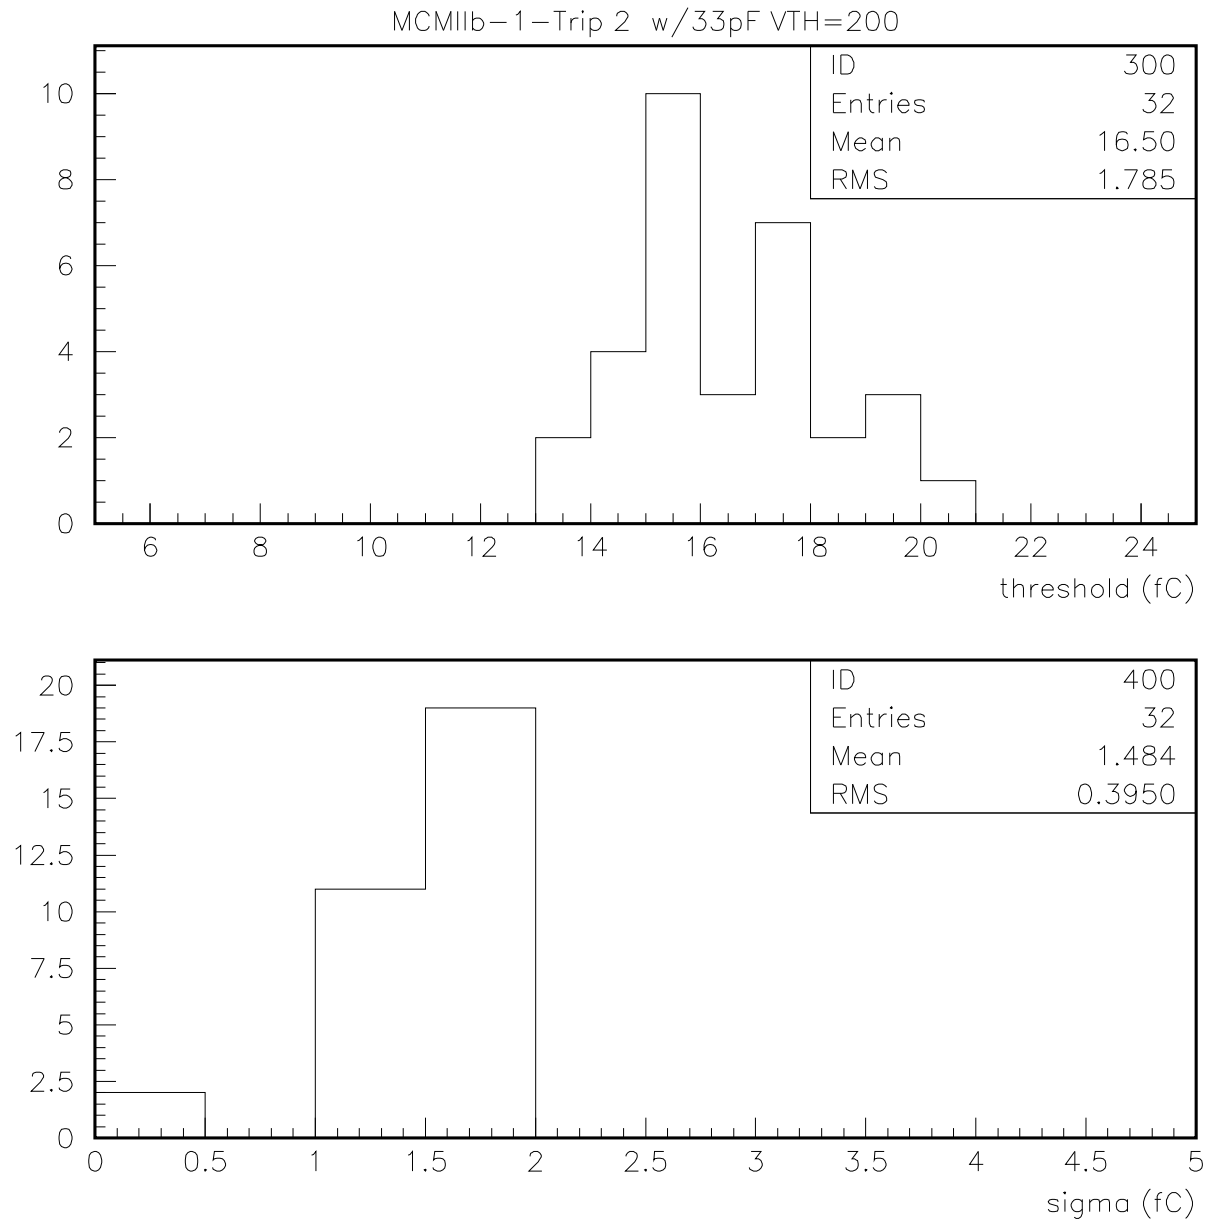 MCMIIb-1-Trip 2 w/33pF VTH=200
ID 300
Entries 32
Mean 16.50
RMS 1.785
10
8
6
4
2
0
6 8 10 12 14 16 18 20 22 24
threshold (fC)
ID 400
Entries 32
Mean 1.484
RMS 0.3950
20
17.5
15
12.5
10
7.5
5
2.5
0
0 0.5 1 1.5 2 2.5 3 3.5 4 4.5 5
sigma (fC)